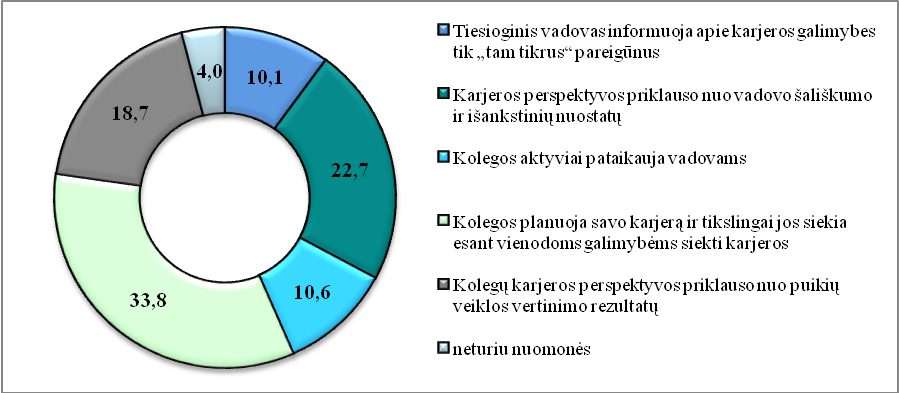 4,0
10,1
18,7
22,7
33,8
10,6
Tiesioginis vadovas informuoja apie karjeros galimybes
tik „tam tikrus“ pareigūnus
Karjeros perspektyvos priklauso nuo vadovo šališkumo
ir išankstinių nuostatų
Kolegos aktyviai pataikauja vadovams
Kolegos planuoja savo karjerą ir tikslingai jos siekia
esant vienodoms galimybėms siekti karjeros
Kolegų karjeros perspektyvos priklauso nuo puikių
veiklos vertinimo rezultatų
neturiu nuomonės